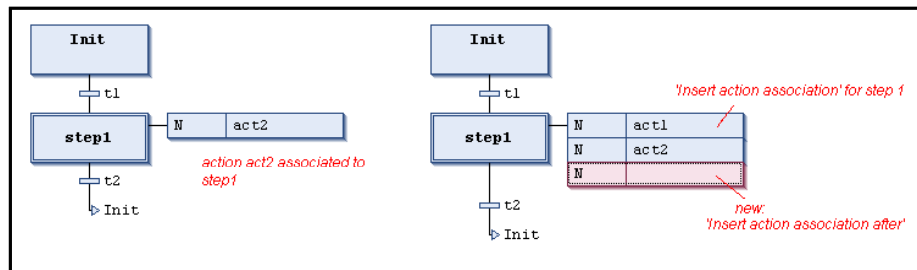 Init
t1
step1
N act2
action act2 associated to
step1
t2
Init
Init
t1
'Insert action association' for step 1
step1
N act1
N act2
N
t2
new:
'Insert action association after'
Init